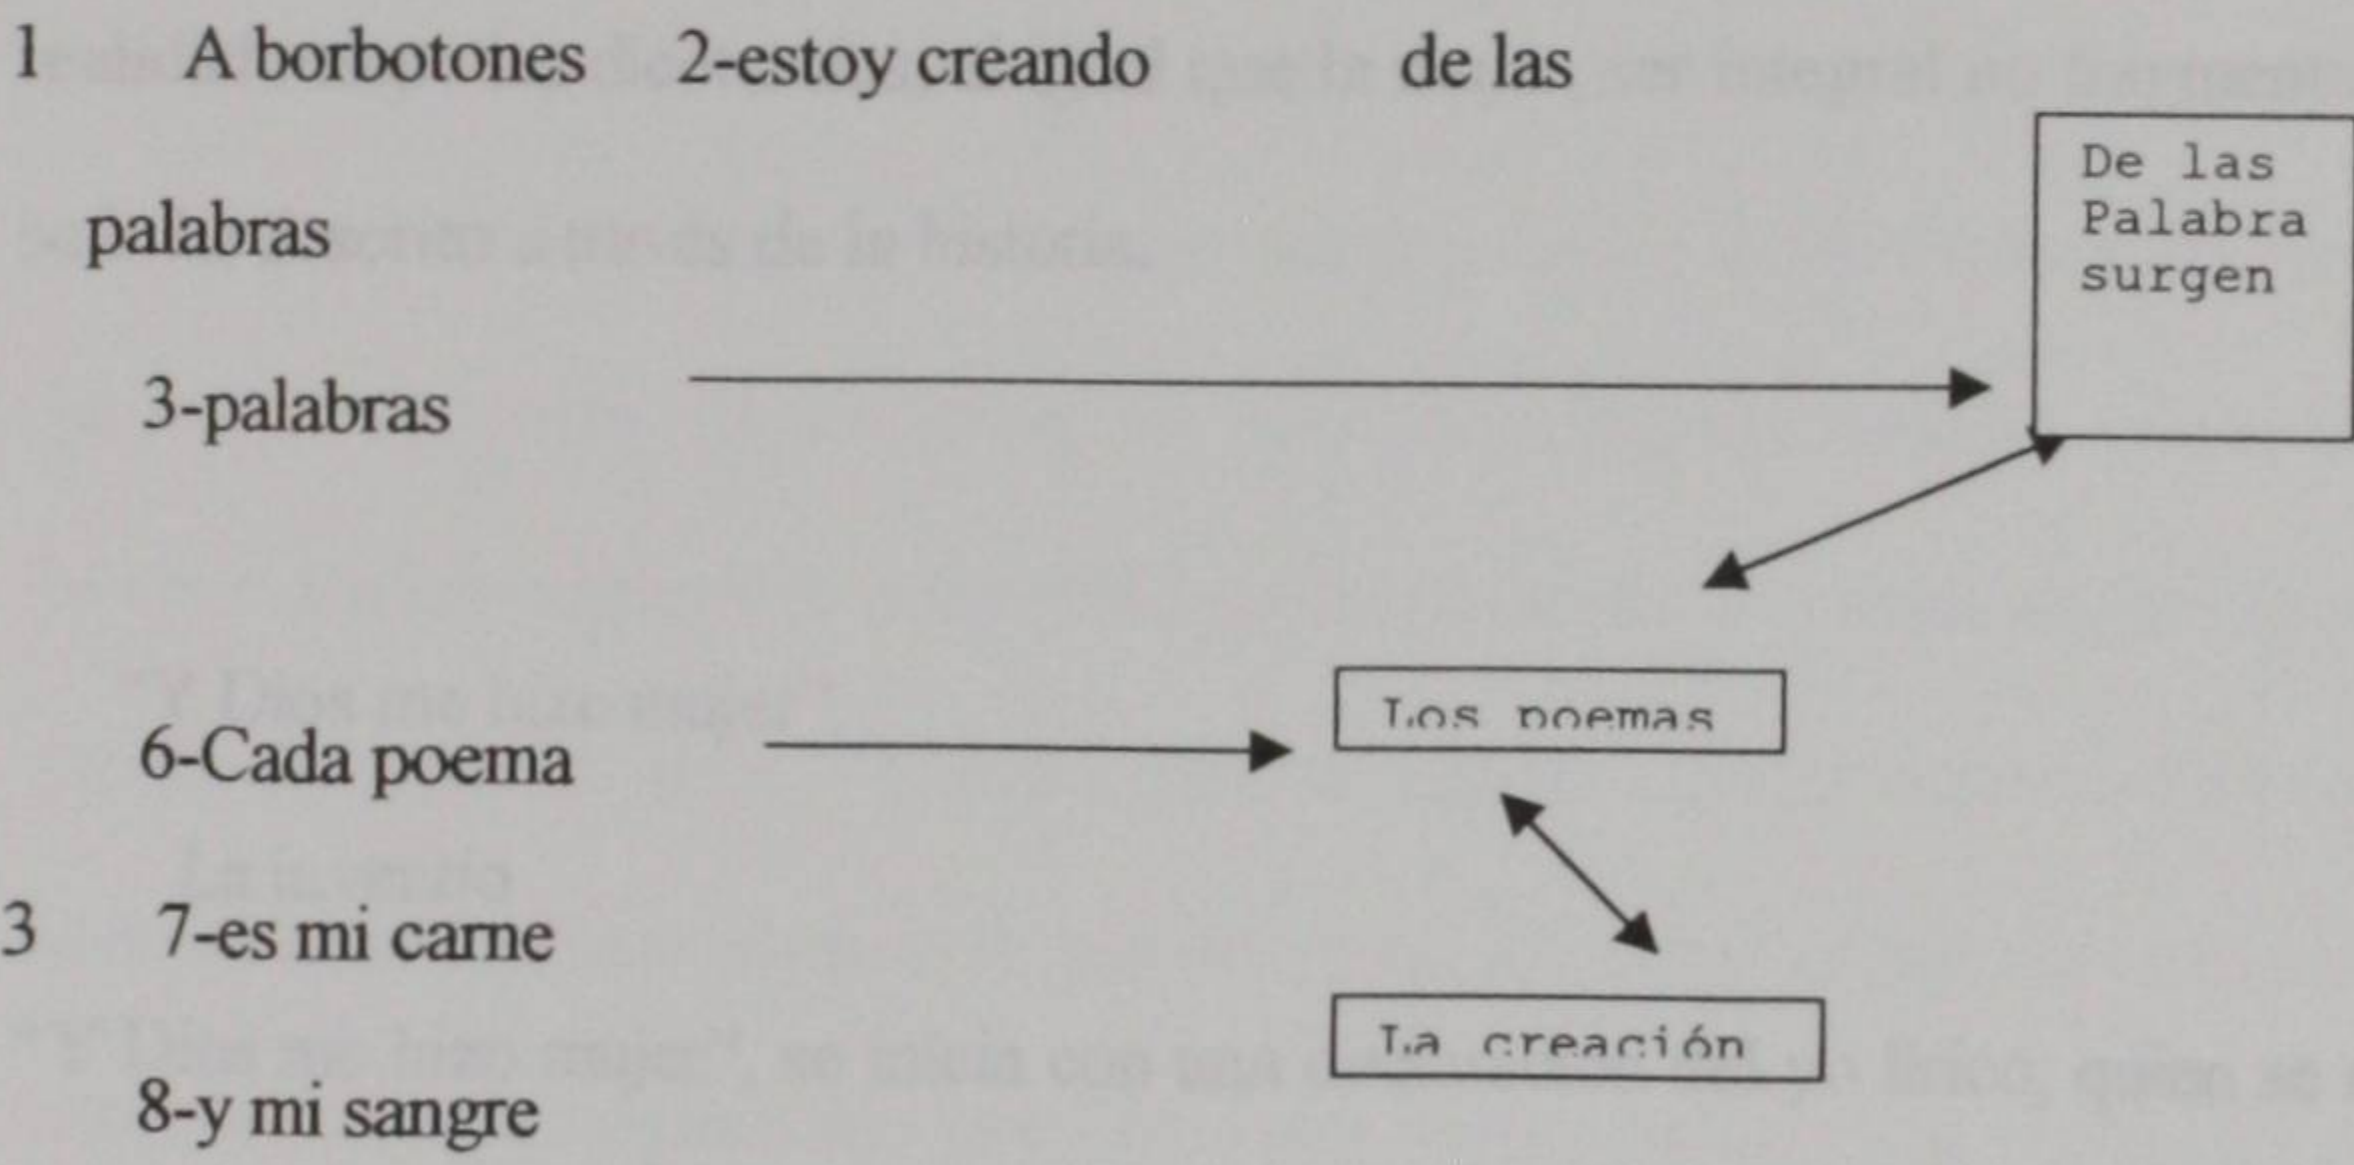 1 A borbotones 2-estoy creando de las
De las
Palabra
surgen
palabras
3-palabras
Los poemas
6-Cada poema
3 7-es mi carne
La creación
8-y mi sangre